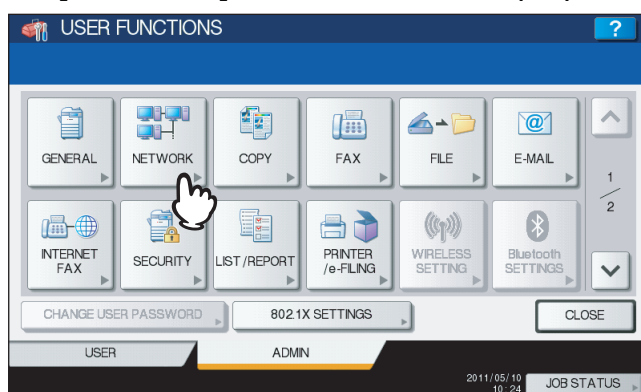 USER FUNCTIONS
?
GENERAL
NETWORK
COPY
FAX
FILE
E-MAIL
1
2
INTERNET
FAX
SECURITY
LIST/REPORT
PRINTER
/e-FILING
WIRELESS
SETTING
Bluetooth
SETTINGS
CHANGE USER PASSWORD
802.1X SETTINGS
CLOSE
USER
ADMIN
2011/05/10
10:24
JOB STATUS